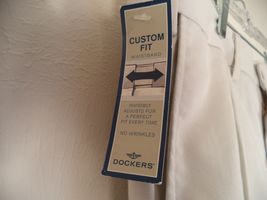 CUSTOM
FIT
WAISTBAND
INVISIBLY
ADJUSTS FOR
A PERFECT
FIT EVERY TIME
NO WRINKLES
DOCKERS®